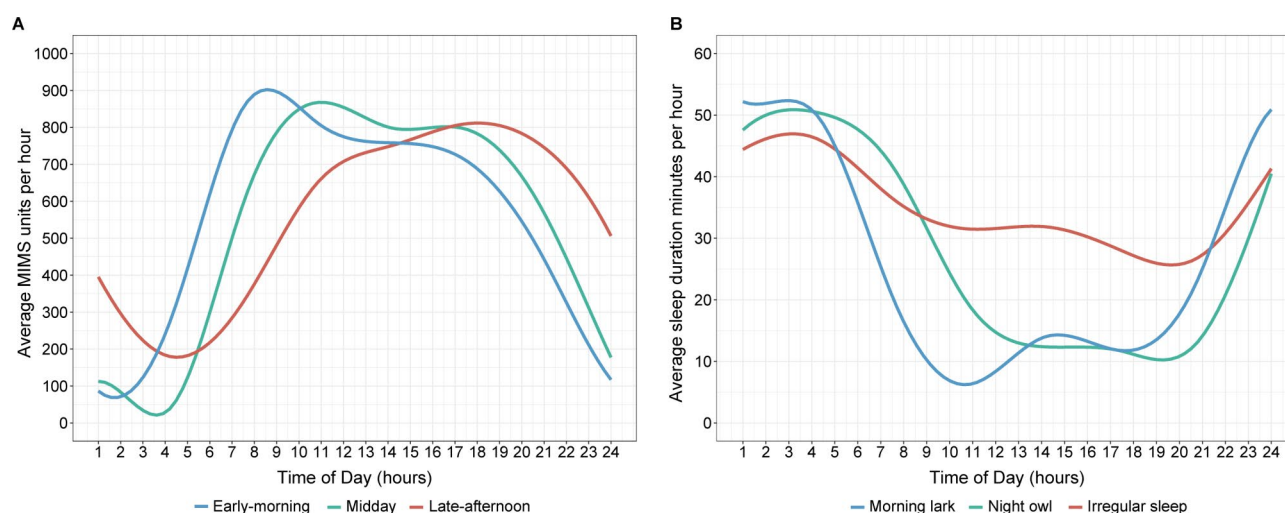 A
Average MIMS units per hour
1000
900
800
700
600
500
400
300
200
100
0
1 2 3 4 5 6 7 8 9 10 11 12 13 14 15 16 17 18 19 20 21 22 23 24
Time of Day (hours)
Early-morning Midday Late-afternoon
B
Average sleep duration minutes per hour
60
50
40
30
20
10
0
1 2 3 4 5 6 7 8 9 10 11 12 13 14 15 16 17 18 19 20 21 22 23 24
Time of Day (hours)
Morning lark Night owl Irregular sleep